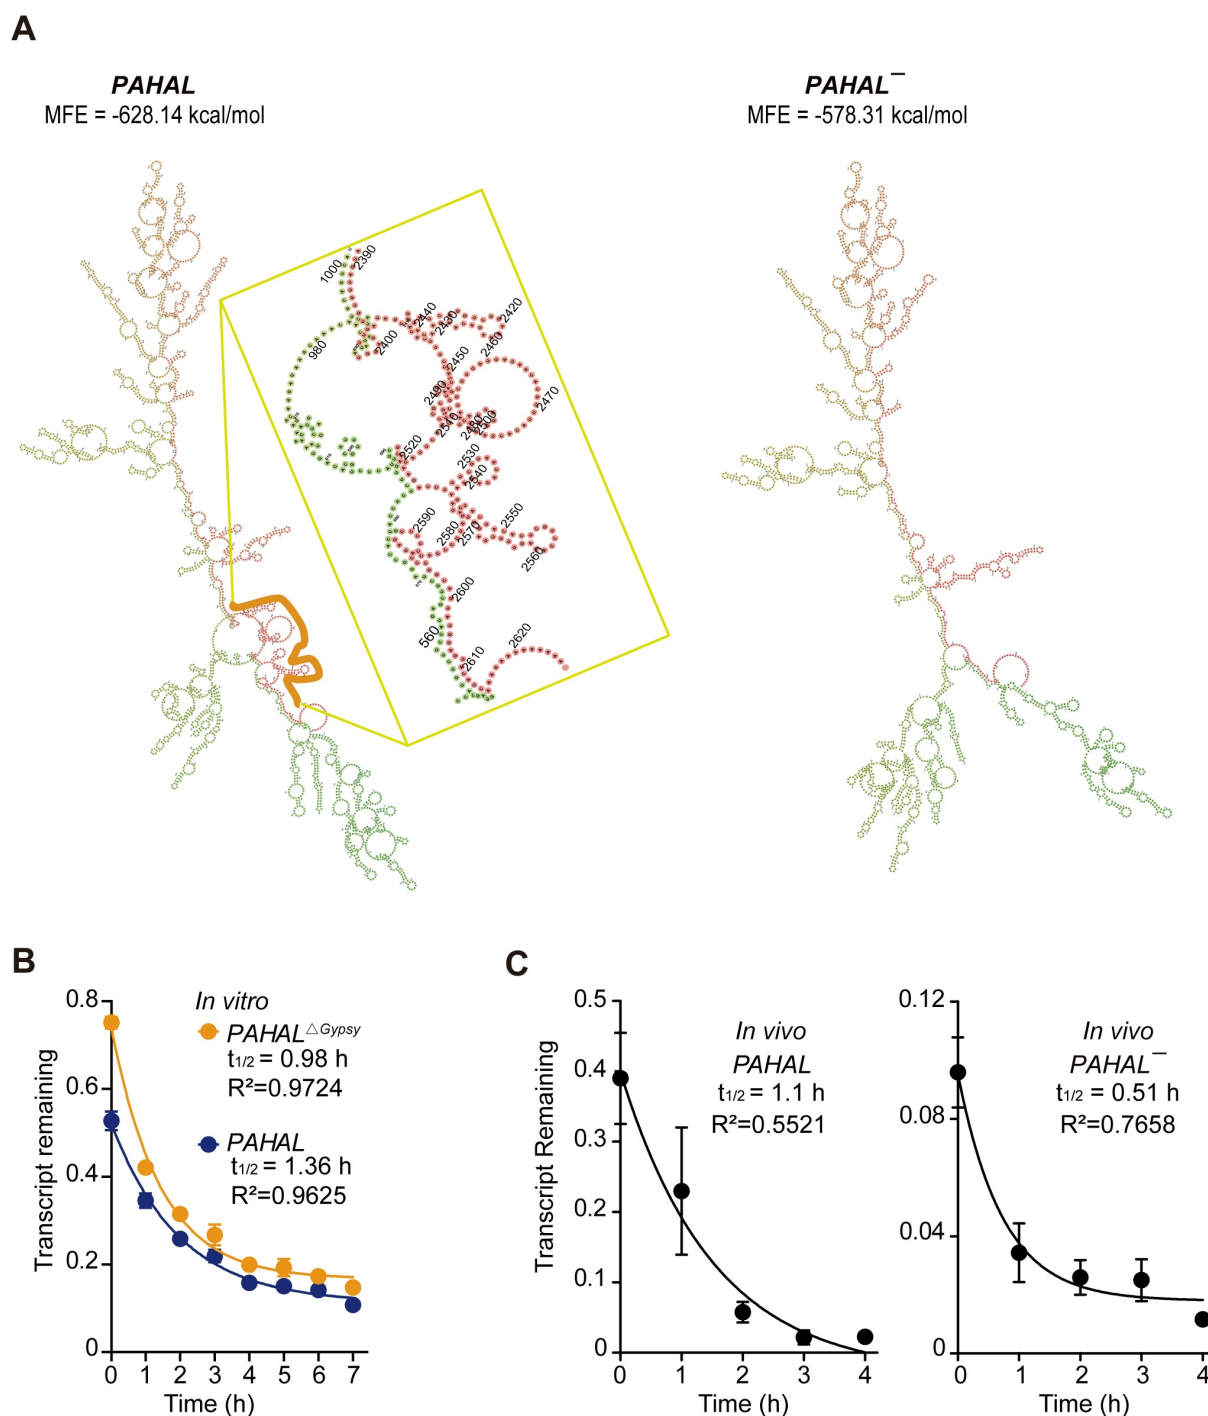 A
PAHAL
MFE = -628.14 kcal/mol
PAHAL⁻
MFE = -578.31 kcal/mol
1000
2390
980
2400
2440
2430
2420
2460
2450
2470
2490
2480
2500
2510
2520
2530
2540
2550
2560
2570
2580
2590
2600
560
2610
2620
B
In vitro
PAHAL△Gypsy
t1/2 = 0.98 h
R²=0.9724
PAHAL
t1/2 = 1.36 h
R²=0.9625
Transcript remaining
0.8
0.6
0.4
0.2
0
0 1 2 3 4 5 6 7
Time (h)
C
In vivo
PAHAL
t1/2 = 1.1 h
R²=0.5521
Transcript Remaining
0.5
0.4
0.3
0.2
0.1
0
0 1 2 3 4
Time (h)
In vivo
PAHAL⁻
t1/2 = 0.51 h
R²=0.7658
0.12
0.08
0.04
0
0 1 2 3 4
Time (h)